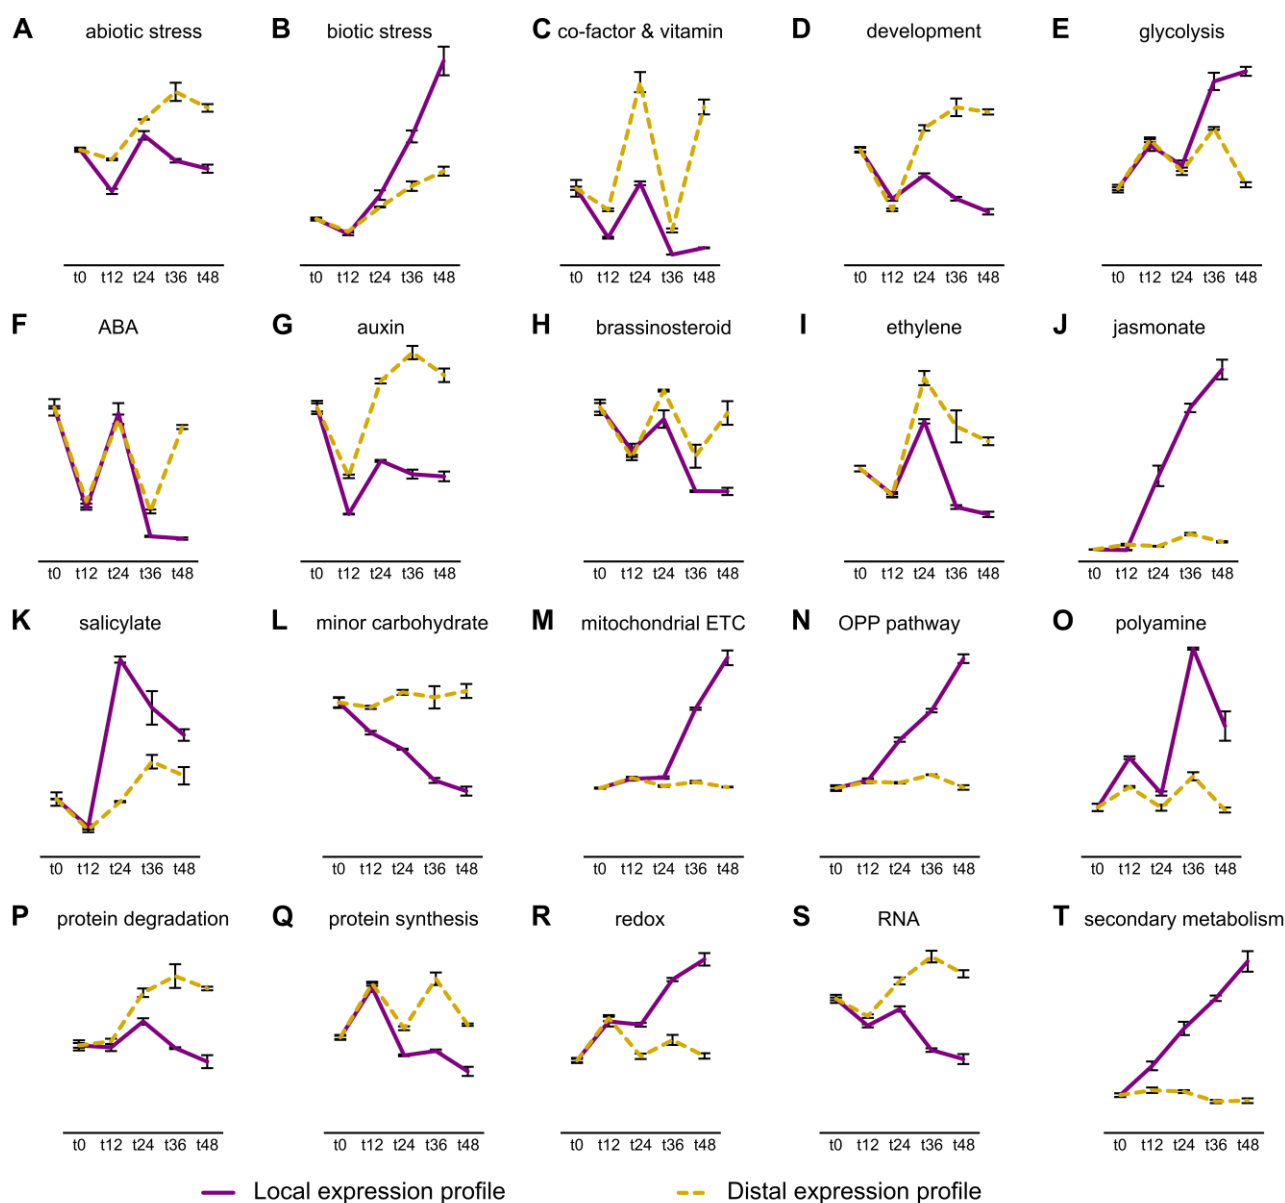 A abiotic stress B biotic stress C co-factor & vitamin D development E glycolysis
t0 t12 t24 t36 t48 t0 t12 t24 t36 t48 t0 t12 t24 t36 t48 t0 t12 t24 t36 t48 t0 t12 t24 t36 t48
F ABA G auxin H brassinosteroid I ethylene J jasmonate
t0 t12 t24 t36 t48 t0 t12 t24 t36 t48 t0 t12 t24 t36 t48 t0 t12 t24 t36 t48 t0 t12 t24 t36 t48
K salicylate L minor carbohydrate M mitochondrial ETC N OPP pathway O polyamine
t0 t12 t24 t36 t48 t0 t12 t24 t36 t48 t0 t12 t24 t36 t48 t0 t12 t24 t36 t48 t0 t12 t24 t36 t48
P protein degradation Q protein synthesis R redox S RNA T secondary metabolism
t0 t12 t24 t36 t48 t0 t12 t24 t36 t48 t0 t12 t24 t36 t48 t0 t12 t24 t36 t48 t0 t12 t24 t36 t48
Local expression profile Distal expression profile